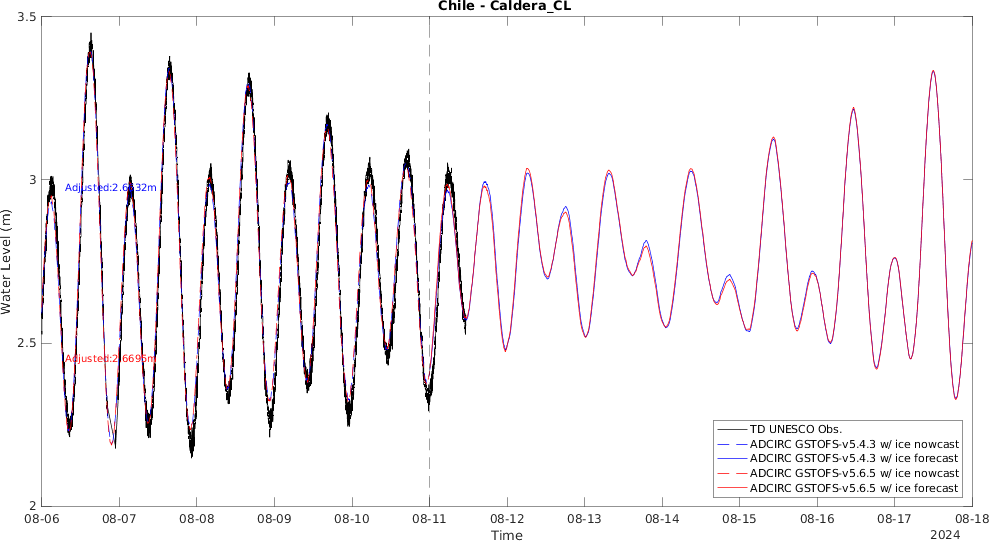 Chile - Caldera_CL
3.5
3
2.5
2
Water Level (m)
Adjusted:2.6632m
Adjusted:2.6695m
TD UNESCO Obs.
ADCIRC GSTOFS-v5.4.3 w/ ice nowcast
ADCIRC GSTOFS-v5.4.3 w/ ice forecast
ADCIRC GSTOFS-v5.6.5 w/ ice nowcast
ADCIRC GSTOFS-v5.6.5 w/ ice forecast
08-06 08-07 08-08 08-09 08-10 08-11 08-12 08-13 08-14 08-15 08-16 08-17 08-18
Time
2024